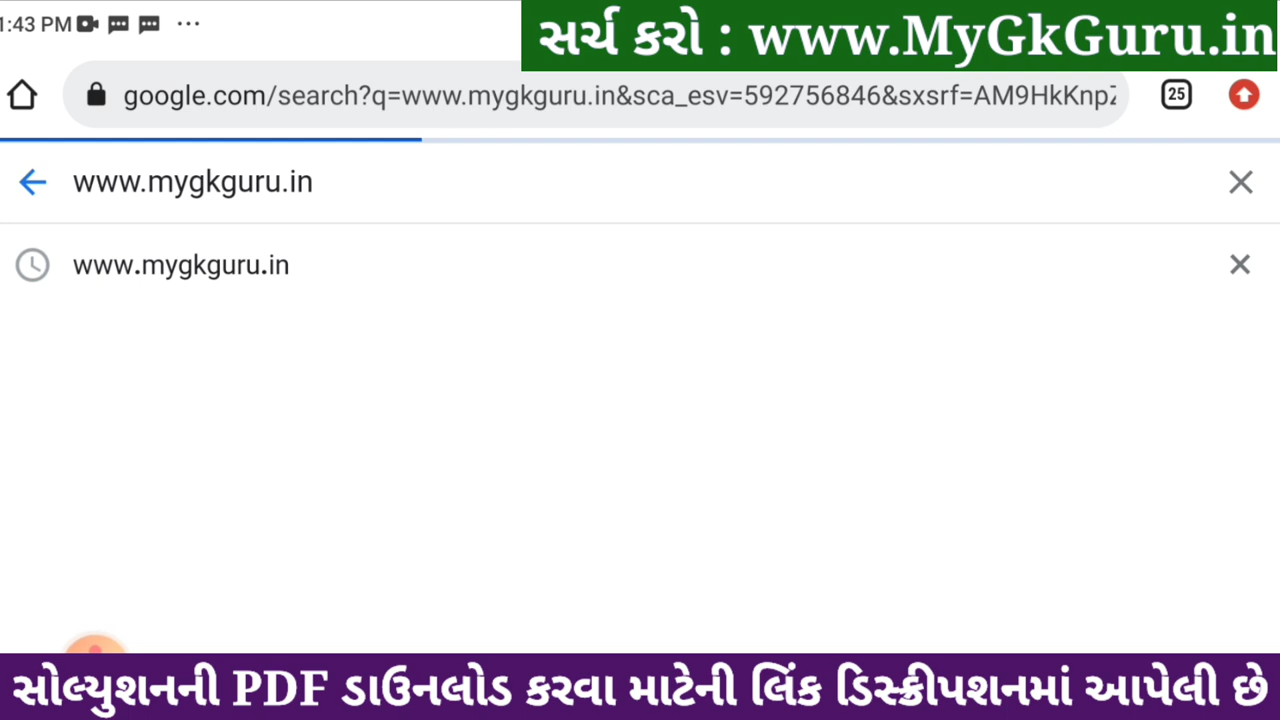 1:43 PM
સર્ચ કરો : www.MyGkGuru.in
google.com/search?q=www.mygkguru.in&sca_esv=592756846&sxsrf=AM9HkKnpZ
25
www.mygkguru.in
www.mygkguru.in
સોલ્યુશનની PDF ડાઉનલોડ કરવા માટેની લિંક ડિસ્ક્રીપશનમાં આપેલી છે